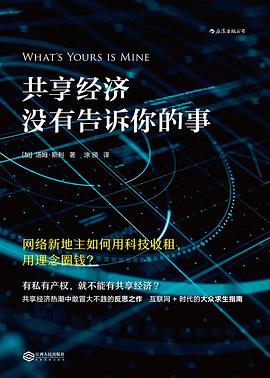 后浪出版公司
WHAT'S YOURS IS MINE
共享经济
没有告诉你的事
[加] 汤姆·斯利 著 涂颀 译
网络新地主如何用科技收租，
用理念圈钱？
有私有产权，就不能有共享经济？
共享经济热潮中敢冒大不韪的反思之作 互联网 + 时代的大众求生指南
江西人民出版社